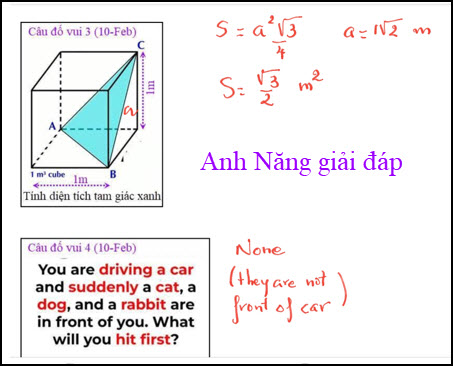 Câu đố vui 3 (10-Feb)
C
1m
a
A
B
1 m³ cube
1m
Tính diện tích tam giác xanh
S = a²√3/4   a = 1√2 m
S = √3/2 m²
Anh Năng giải đáp
Câu đố vui 4 (10-Feb)
You are driving a car
and suddenly a cat, a
dog, and a rabbit are
in front of you. What
will you hit first?
None
(they are not
front of car)